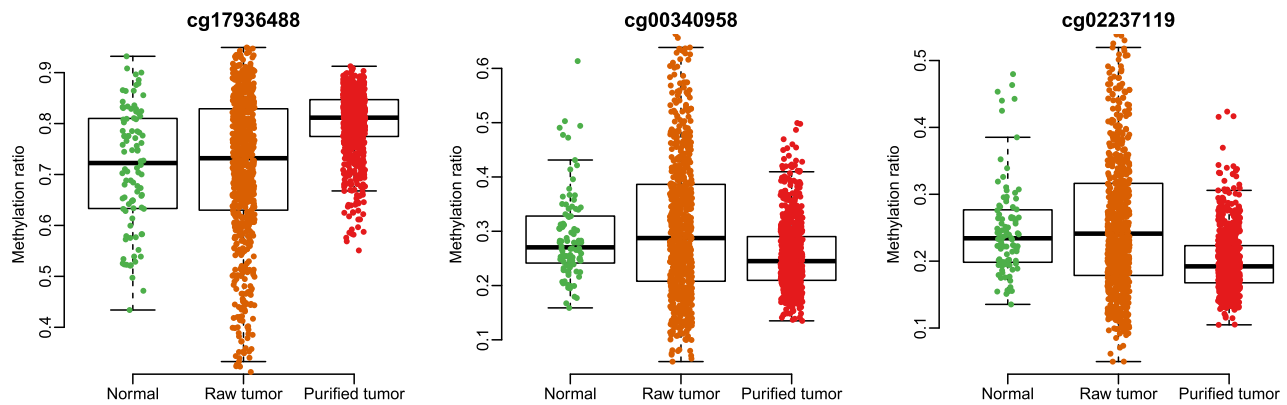 cg17936488
Methylation ratio
0.9
0.8
0.7
0.6
0.5
0.4
Normal Raw tumor Purified tumor
cg00340958
Methylation ratio
0.6
0.5
0.4
0.3
0.2
0.1
Normal Raw tumor Purified tumor
cg02237119
Methylation ratio
0.5
0.4
0.3
0.2
0.1
Normal Raw tumor Purified tumor